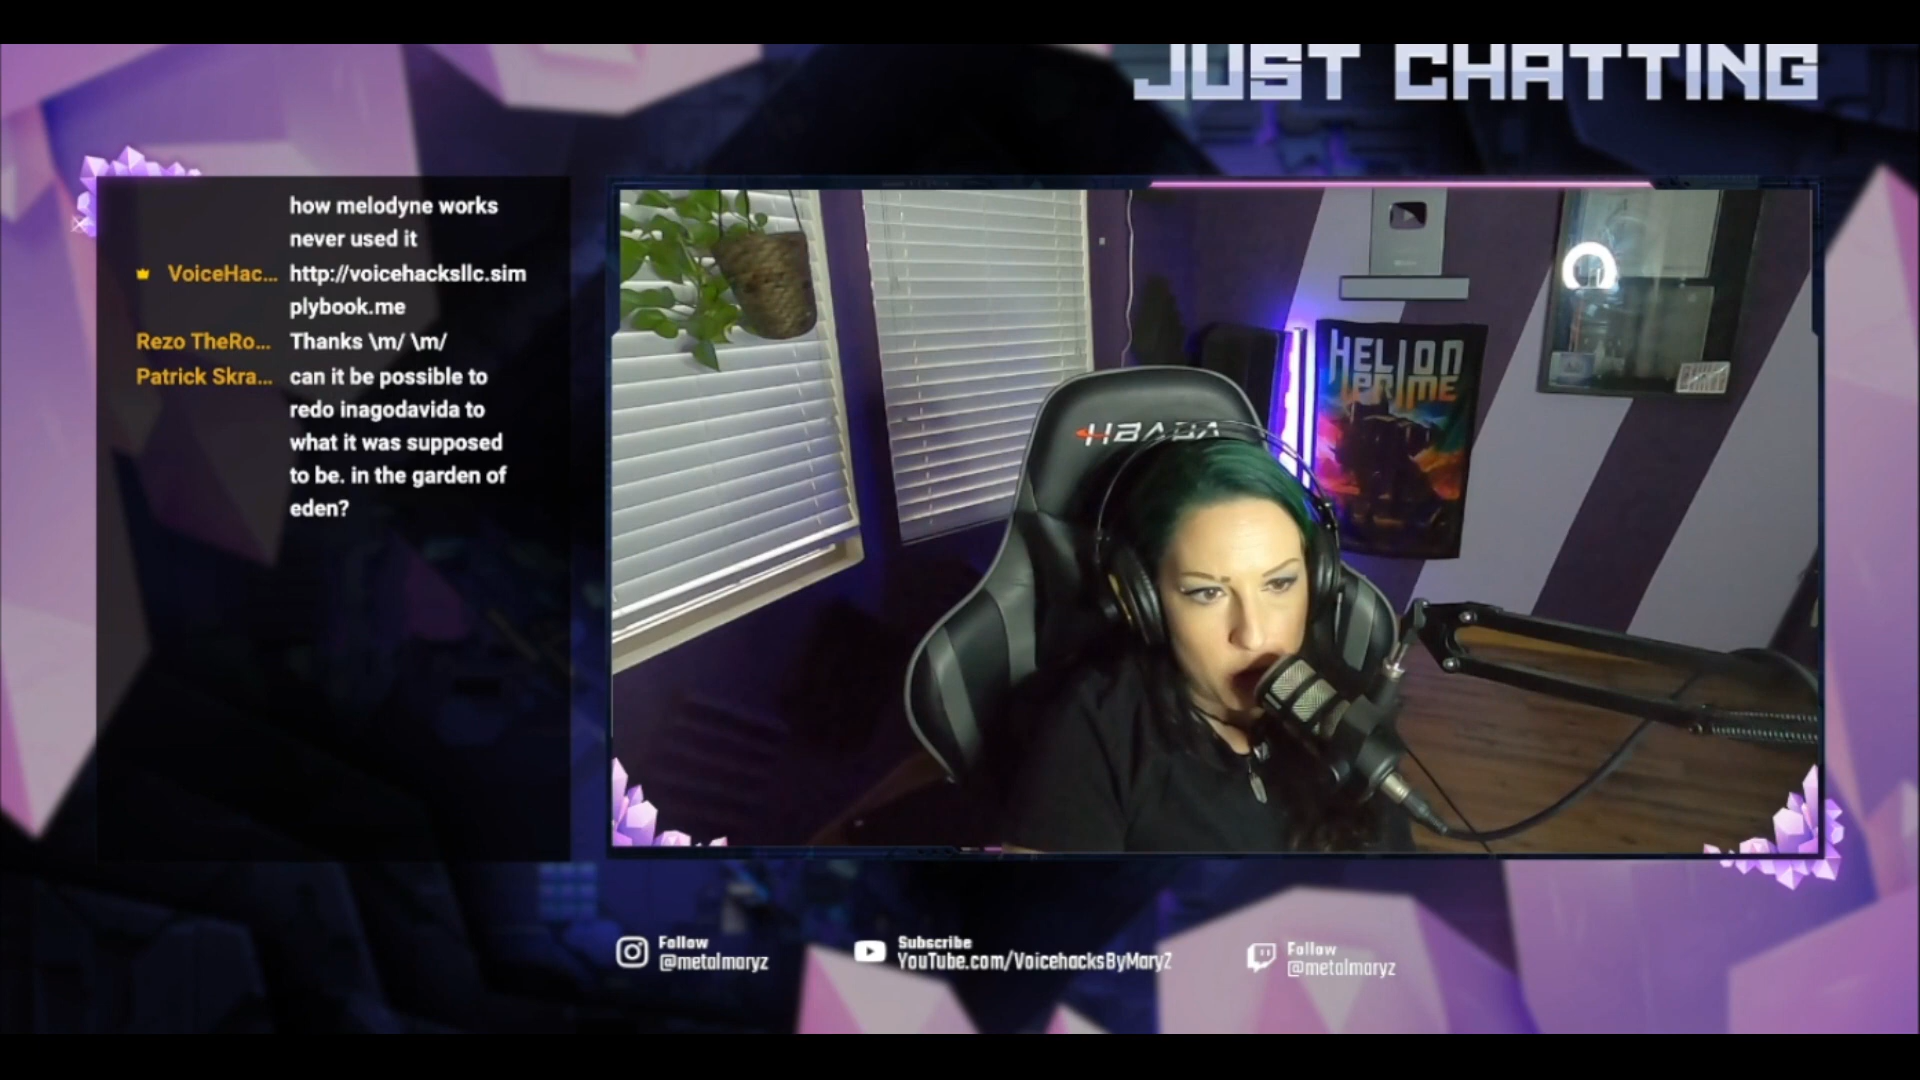 JUST CHATTING
how melodyne works
never used it
VoiceHac... http://voicehacksllc.sim
plybook.me
Rezo TheRo... Thanks \m/ \m/
Patrick Skra... can it be possible to
redo inagodavida to
what it was supposed
to be. in the garden of
eden?
HELION
PRIME
HBADA
Follow
@metalmaryz
Subscribe
YouTube.com/VoicehacksByMaryZ
Follow
@metalmaryz